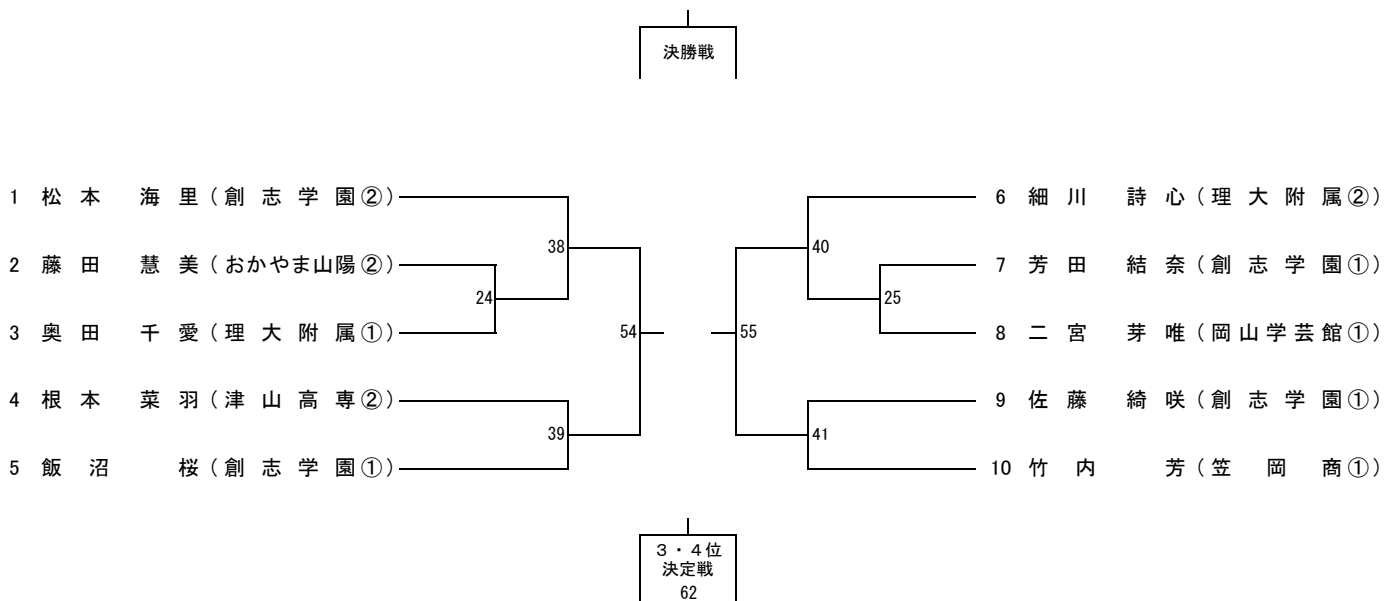 決勝戦
1 松本 海里（創志学園②）
2 藤田 慧美（おかやま山陽②）
3 奥田 千愛（理大附属①）
4 根本 菜羽（津山高専②）
5 飯沼 桜（創志学園①）
24
38
39
54
55
40
25
41
6 細川 詩心（理大附属②）
7 芳田 結奈（創志学園①）
8 二宮 芽唯（岡山学芸館①）
9 佐藤 綺咲（創志学園①）
10 竹内 芳（笠岡商①）
３・４位
決定戦
62